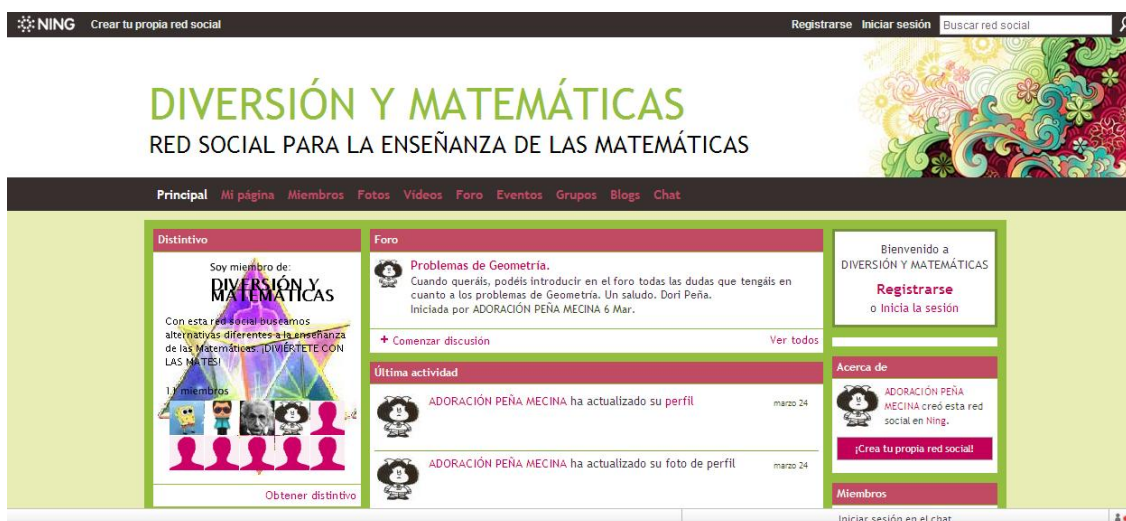 NING Crear tu propia red social
Registrarse Iniciar sesión Buscar red social
DIVERSIÓN Y MATEMÁTICAS
RED SOCIAL PARA LA ENSEÑANZA DE LAS MATEMÁTICAS
Principal Mi página Miembros Fotos Vídeos Foro Eventos Grupos Blogs Chat
Distintivo
Soy miembro de:
DIVERSIÓN Y
MATEMÁTICAS
Con esta red social buscamos
alternativas diferentes a la enseñanza
de las Matemáticas. ¡DIVIÉRTETE CON
LAS MATES!
11 miembros
Obtener distintivo
Foro
Problemas de Geometría.
Cuando queráis, podéis introducir en el foro todas las dudas que tengáis en
cuanto a los problemas de Geometría. Un saludo. Dori Peña.
Iniciada por ADORACIÓN PEÑA MECINA 6 Mar.
+ Comenzar discusión
Ver todos
Última actividad
ADORACIÓN PEÑA MECINA ha actualizado su perfil
marzo 24
ADORACIÓN PEÑA MECINA ha actualizado su foto de perfil
marzo 24
Bienvenido a
DIVERSIÓN Y MATEMÁTICAS
Registrarse
o Inicia la sesión
Acerca de
ADORACIÓN PEÑA
MECINA creó esta red
social en Ning.
¡Crea tu propia red social!
Miembros
Iniciar sesión en el chat